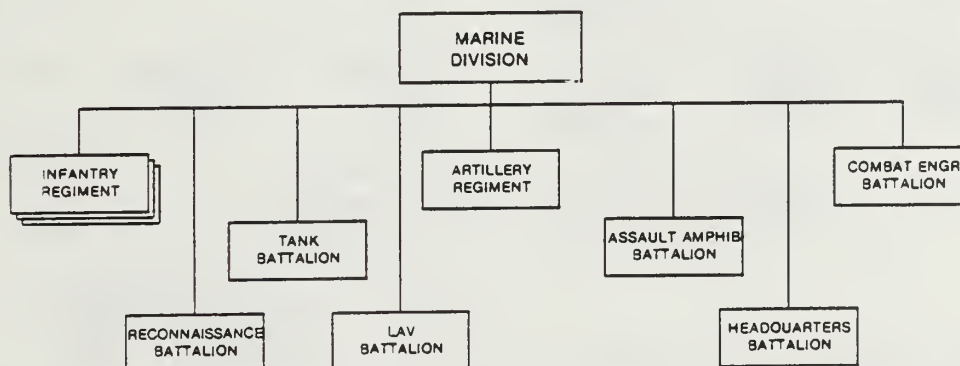 MARINE
DIVISION
INFANTRY
REGIMENT
ARTILLERY
REGIMENT
COMBAT ENGR
BATTALION
TANK
BATTALION
ASSAULT AMPHIB
BATTALION
RECONNAISSANCE
BATTALION
LAV
BATTALION
HEADQUARTERS
BATTALION